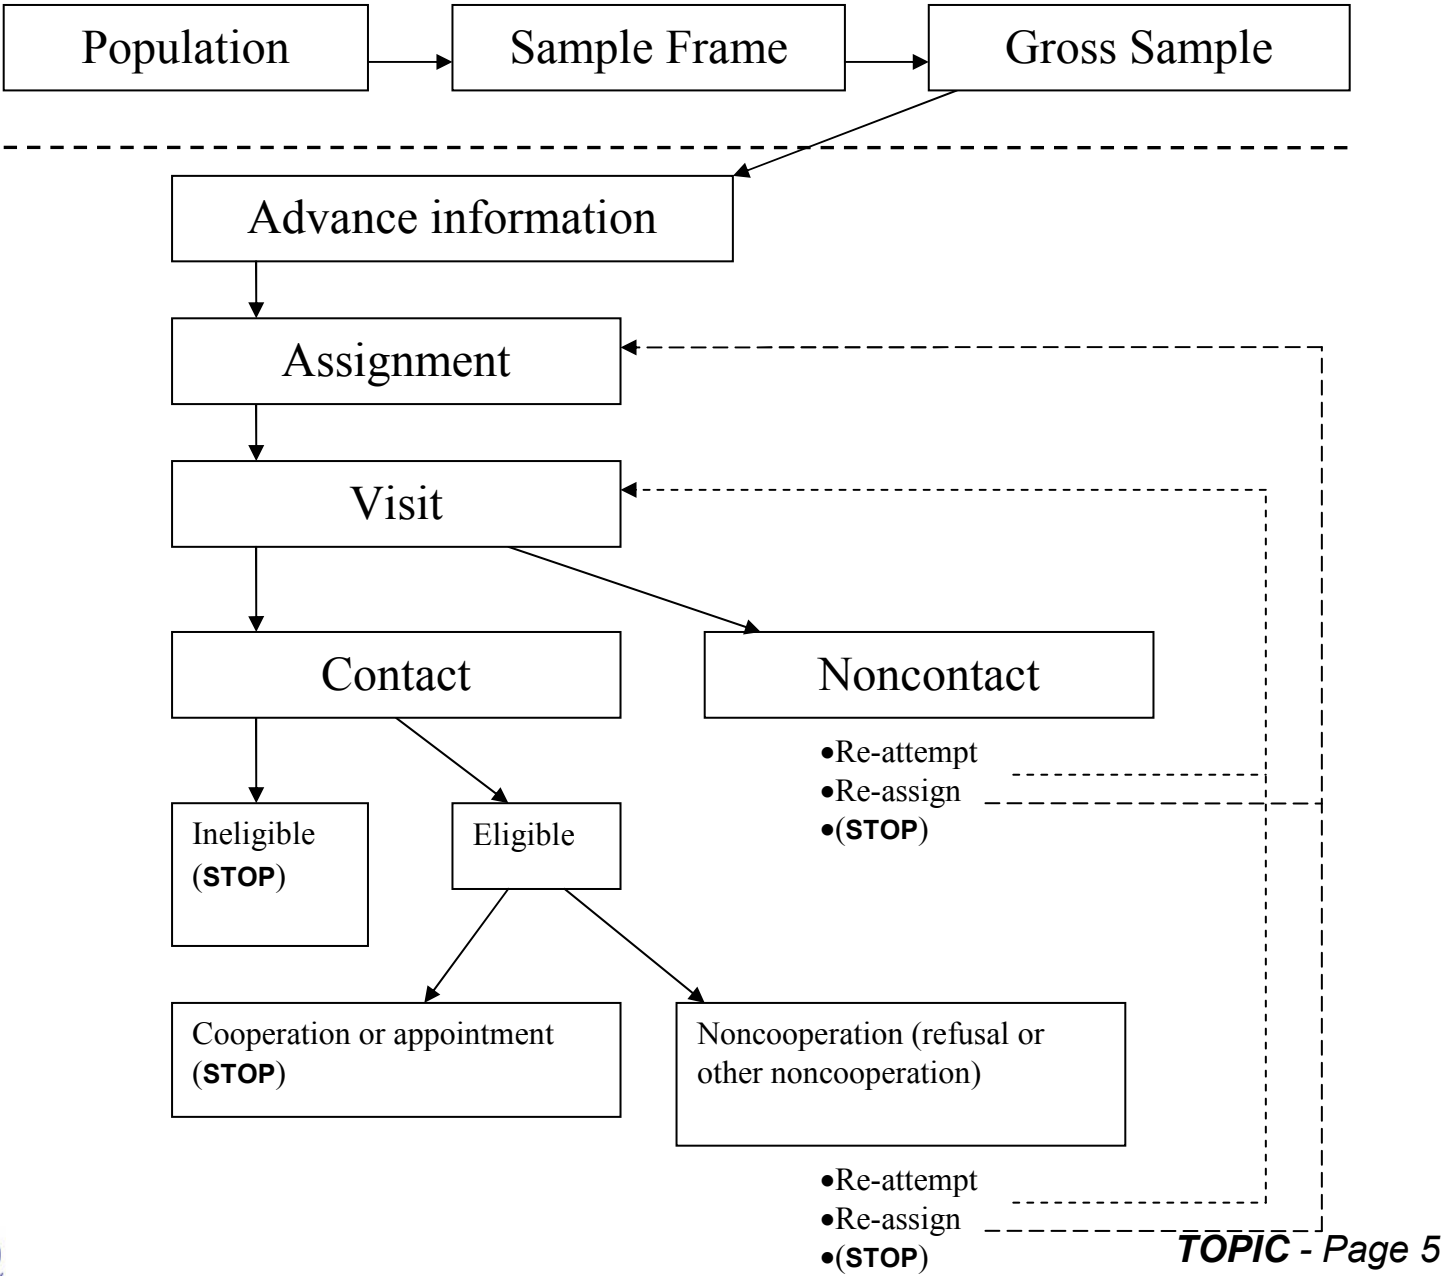 Population
Sample Frame
Gross Sample
Advance information
Assignment
Visit
Contact
Noncontact
•Re-attempt
•Re-assign
•(STOP)
Ineligible
(STOP)
Eligible
Cooperation or appointment
(STOP)
Noncooperation (refusal or
other noncooperation)
•Re-attempt
•Re-assign
•(STOP)
TOPIC - Page 5